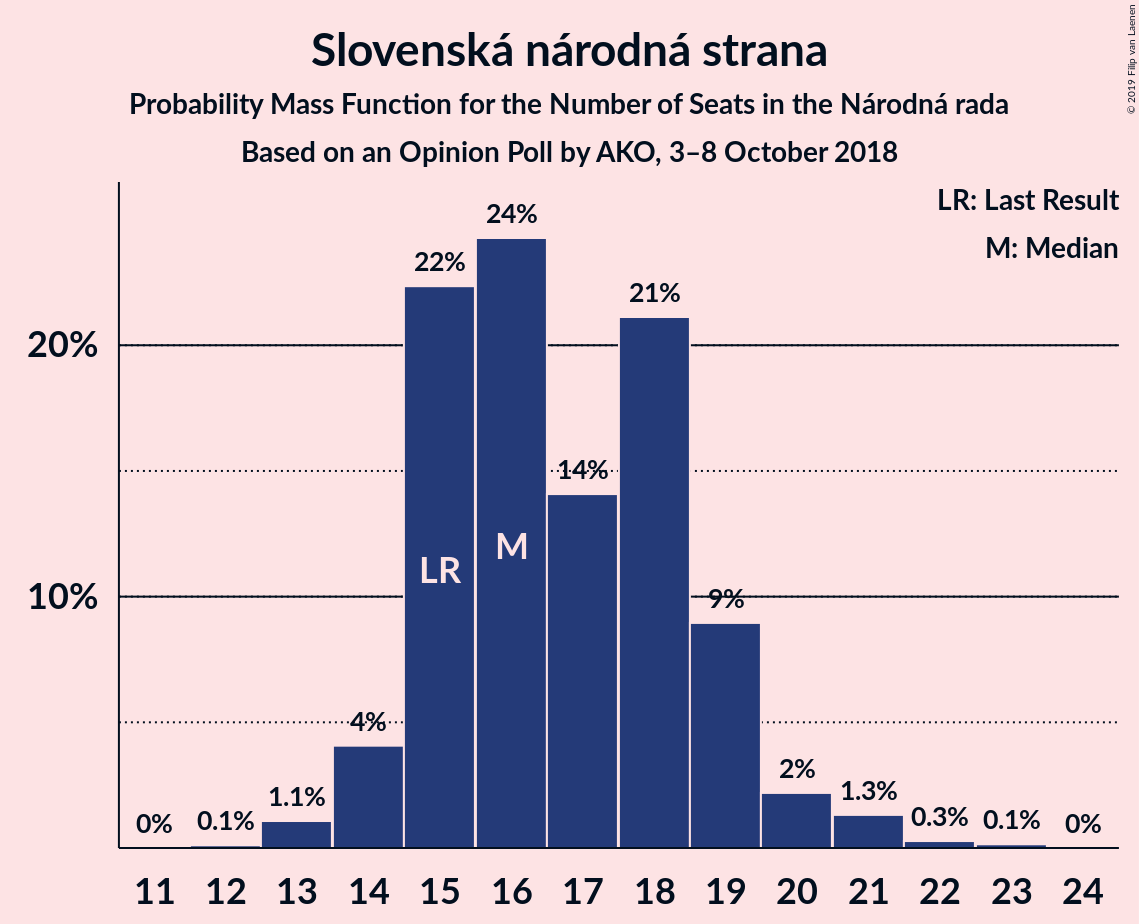 Slovenská národná strana
Probability Mass Function for the Number of Seats in the Národná rada
Based on an Opinion Poll by AKO, 3–8 October 2018
© 2019 Filip van Laenen
LR: Last Result
M: Median
20%
10%
0%
0.1%
1.1%
4%
22%
24%
14%
21%
9%
2%
1.3%
0.3%
0.1%
0%
LR
M
11 12 13 14 15 16 17 18 19 20 21 22 23 24